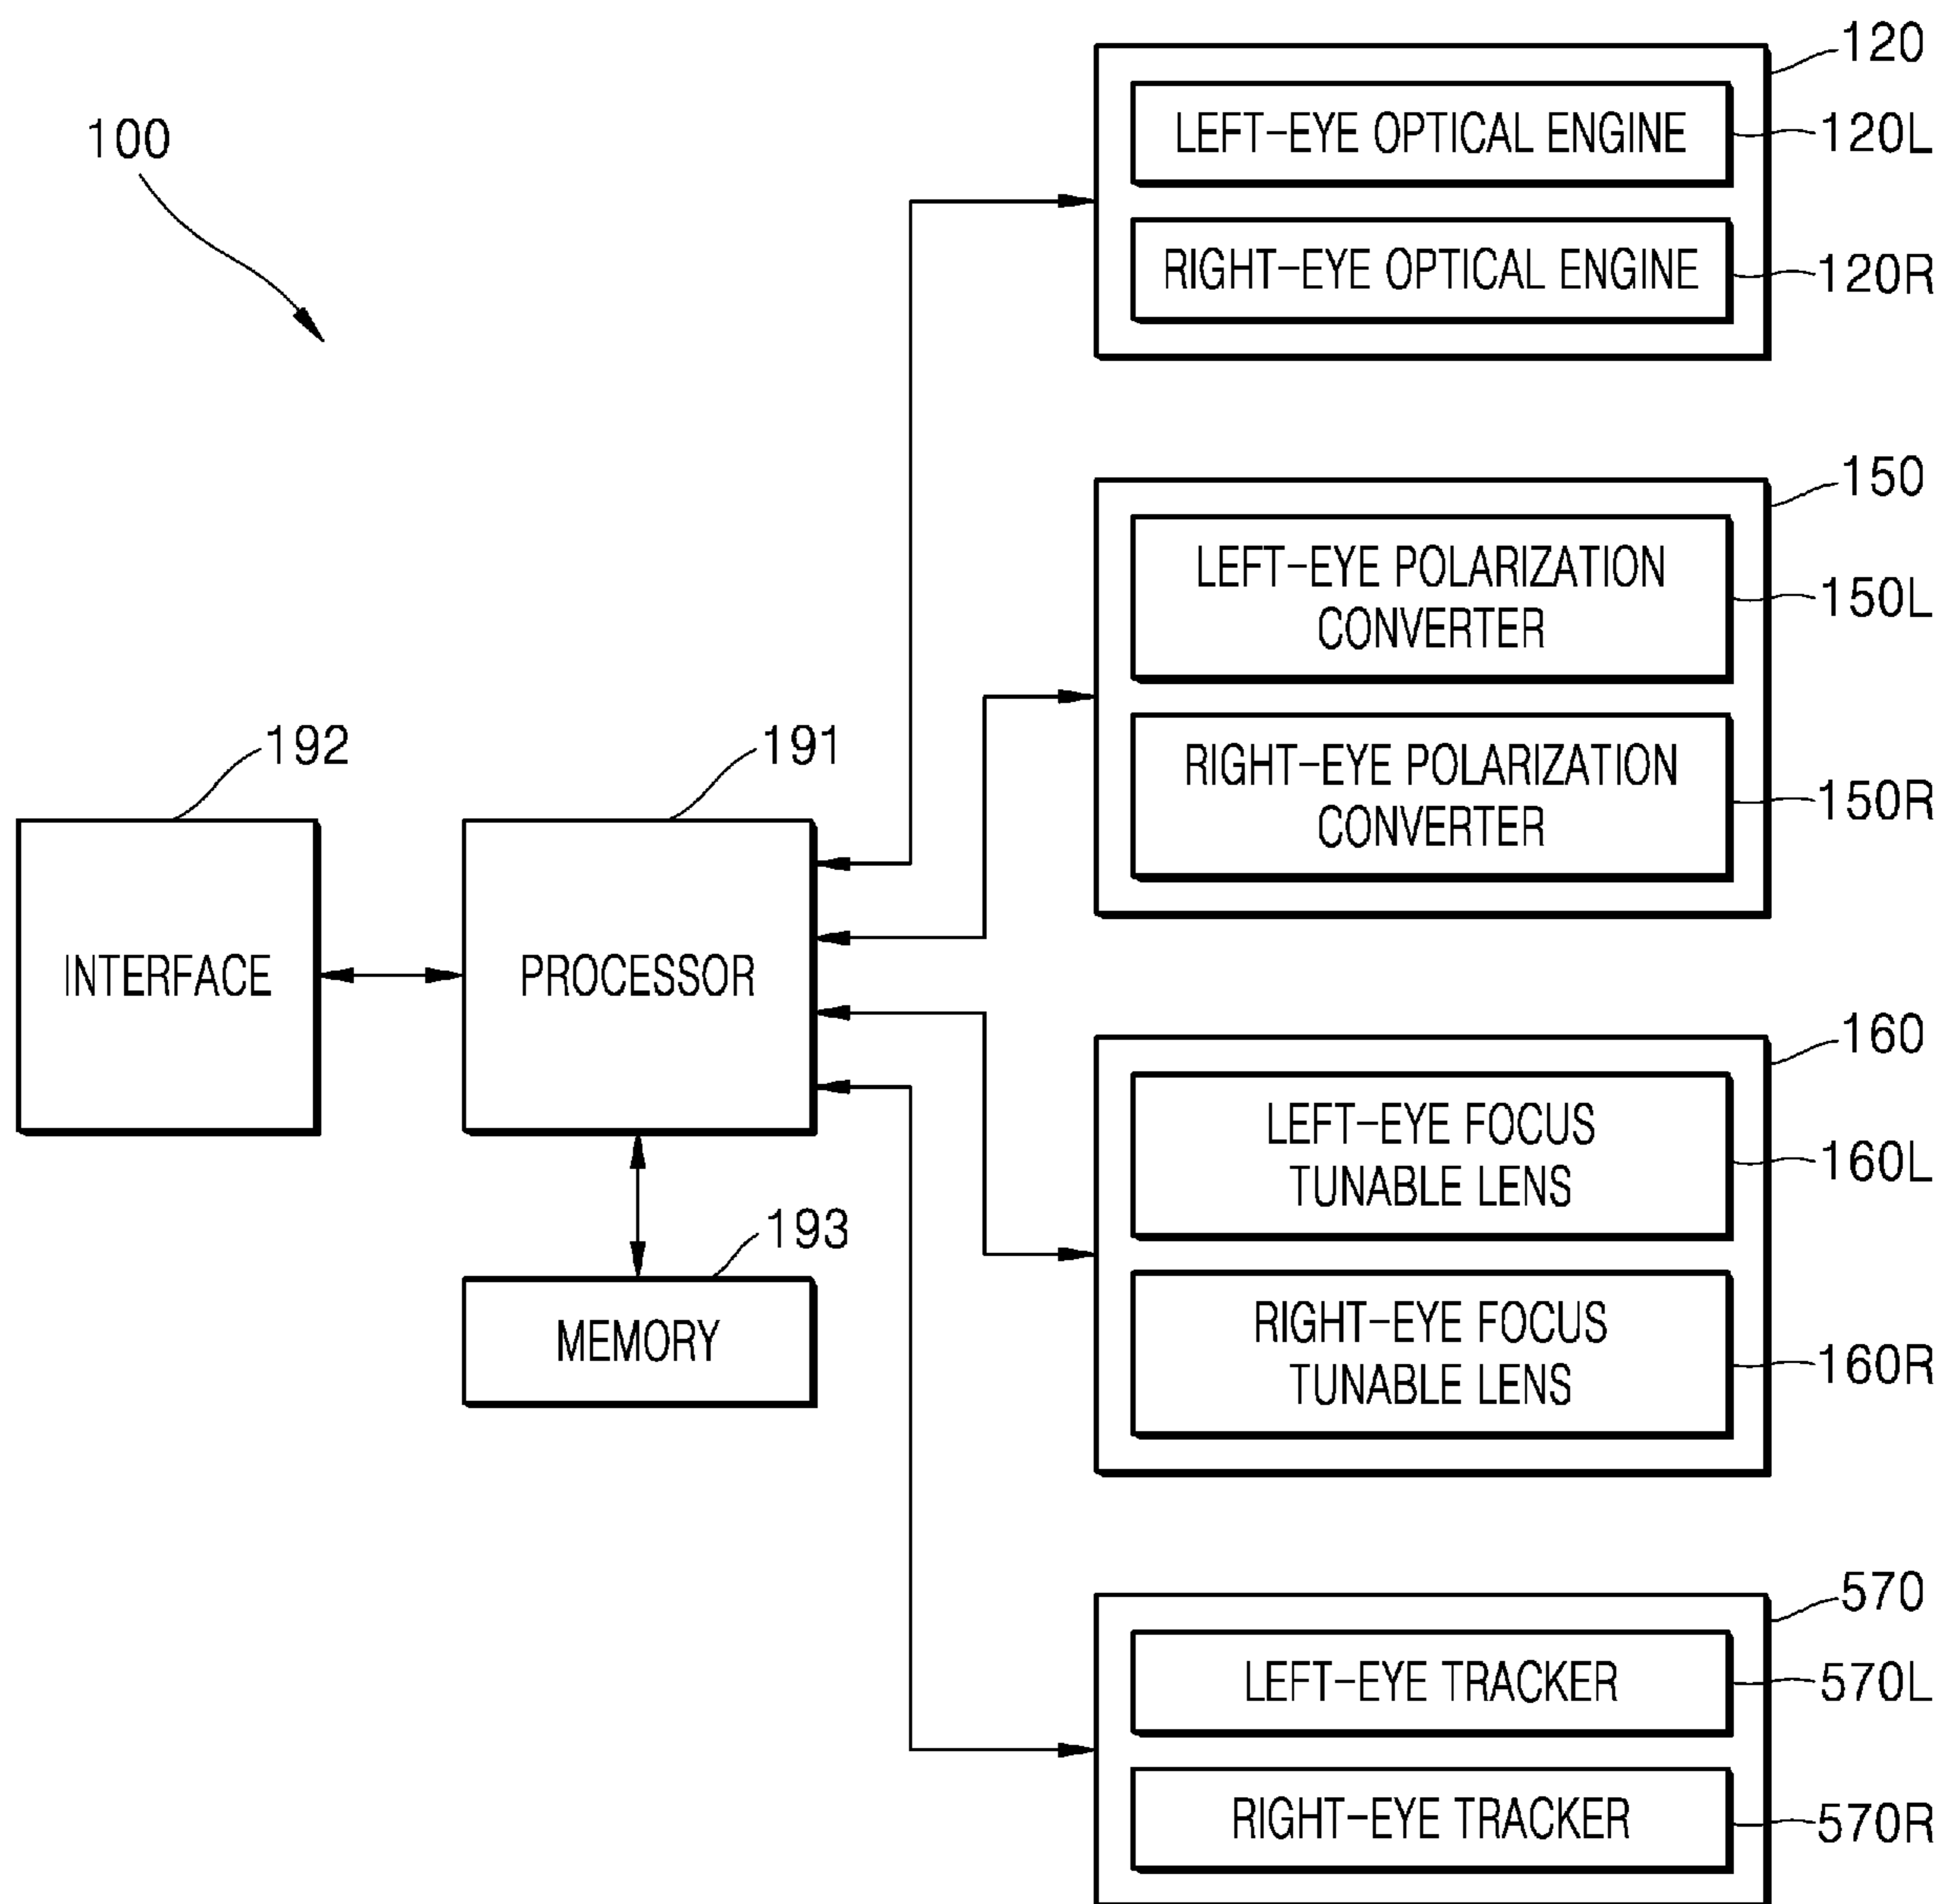 100
120
LEFT-EYE OPTICAL ENGINE
120L
RIGHT-EYE OPTICAL ENGINE
120R
150
LEFT-EYE POLARIZATION
CONVERTER
150L
RIGHT-EYE POLARIZATION
CONVERTER
150R
192
INTERFACE
191
PROCESSOR
193
MEMORY
160
LEFT-EYE FOCUS
TUNABLE LENS
160L
RIGHT-EYE FOCUS
TUNABLE LENS
160R
570
LEFT-EYE TRACKER
570L
RIGHT-EYE TRACKER
570R